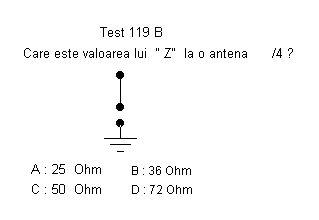 Test 119 B
Care este valoarea lui " Z" la o antena /4 ?
A : 25 Ohm B : 36 Ohm
C : 50 Ohm D : 72 Ohm